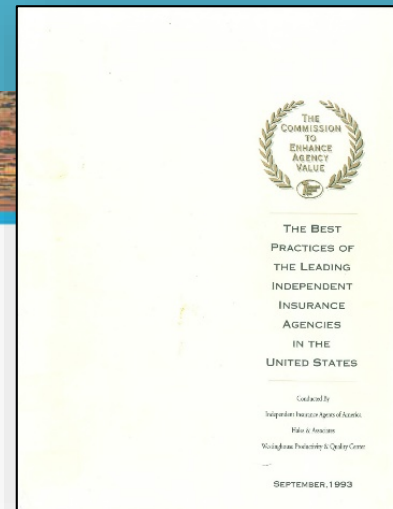 THE
COMMISSION
TO
ENHANCE
AGENCY
VALUE
THE BEST
PRACTICES OF
THE LEADING
INDEPENDENT
INSURANCE
AGENCIES
IN THE
UNITED STATES
Conducted By
Independent Insurance Agents of America
& Associates
Westinghouse Productivity & Quality Center
SEPTEMBER, 1993